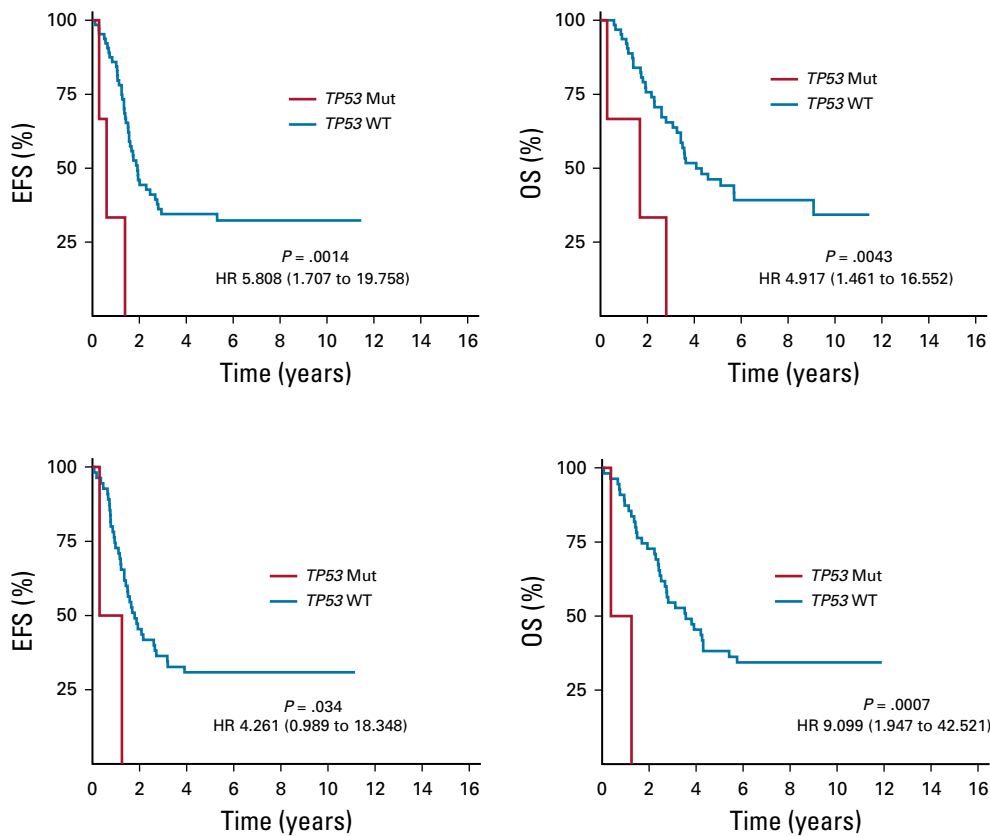 100
75
50
25
EFS (%)
TP53 Mut
TP53 WT
P = .0014
HR 5.808 (1.707 to 19.758)
0 2 4 6 8 10 12 14 16
Time (years)
100
75
50
25
OS (%)
TP53 Mut
TP53 WT
P = .0043
HR 4.917 (1.461 to 16.552)
0 2 4 6 8 10 12 14 16
Time (years)
100
75
50
25
EFS (%)
TP53 Mut
TP53 WT
P = .034
HR 4.261 (0.989 to 18.348)
0 2 4 6 8 10 12 14 16
Time (years)
100
75
50
25
OS (%)
TP53 Mut
TP53 WT
P = .0007
HR 9.099 (1.947 to 42.521)
0 2 4 6 8 10 12 14 16
Time (years)